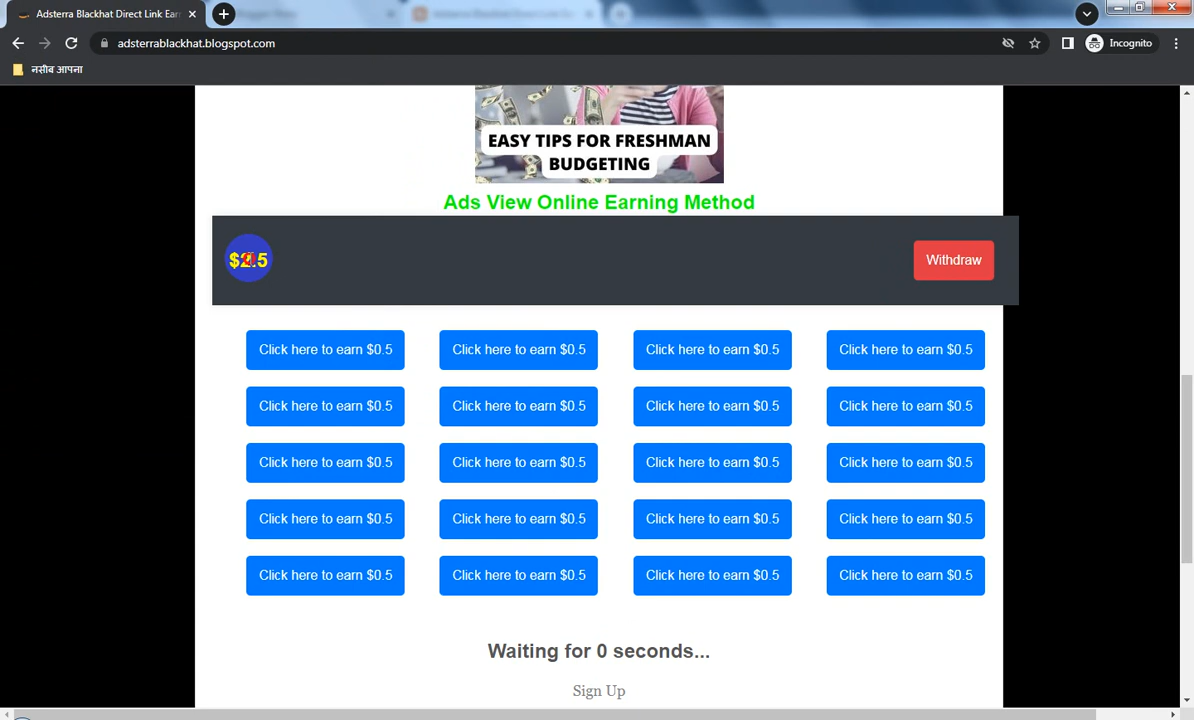 Adsterra Blackhat Direct Link Earn
adsterrablackhat.blogspot.com
Incognito
नसीब आपना
EASY TIPS FOR FRESHMAN
BUDGETING
Ads View Online Earning Method
$2.5
Withdraw
Click here to earn $0.5 Click here to earn $0.5 Click here to earn $0.5 Click here to earn $0.5
Click here to earn $0.5 Click here to earn $0.5 Click here to earn $0.5 Click here to earn $0.5
Click here to earn $0.5 Click here to earn $0.5 Click here to earn $0.5 Click here to earn $0.5
Click here to earn $0.5 Click here to earn $0.5 Click here to earn $0.5 Click here to earn $0.5
Click here to earn $0.5 Click here to earn $0.5 Click here to earn $0.5 Click here to earn $0.5
Waiting for 0 seconds...
Sign Up